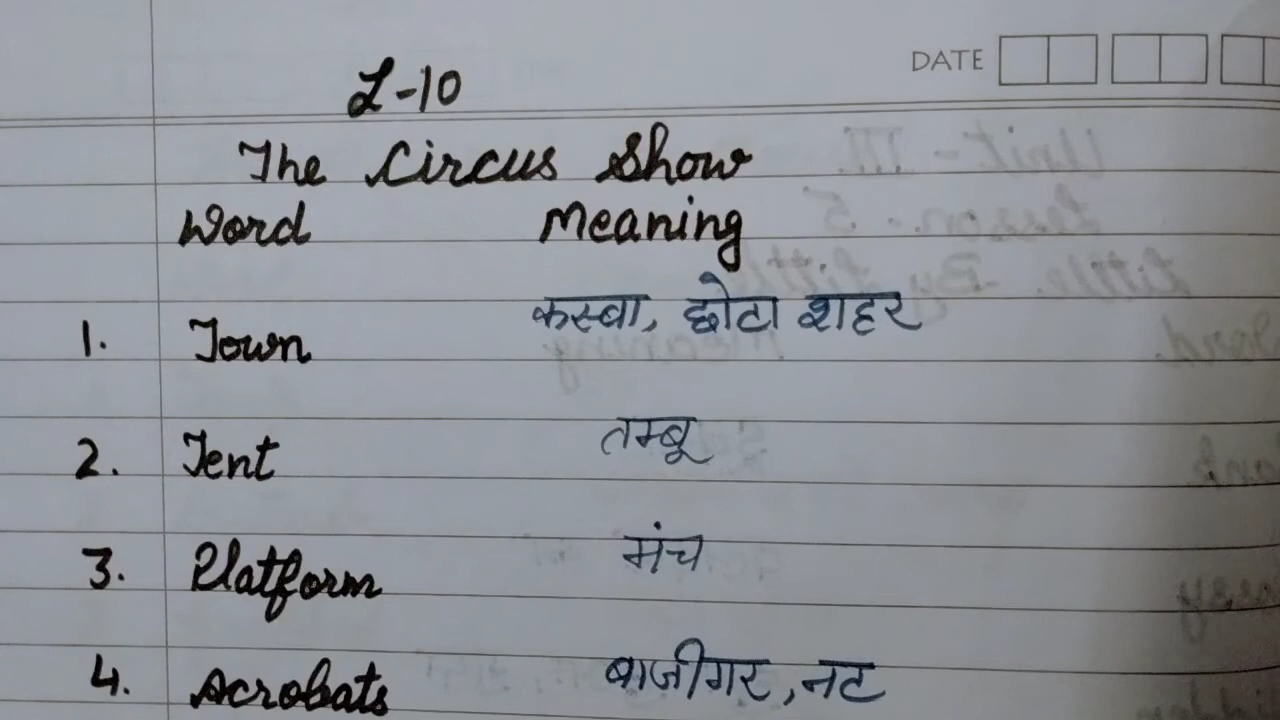 DATE
L-10
The Circus Show
Word Meaning
1. Town कस्बा, छोटा शहर
2. Tent तम्बू
3. Platform मंच
4. Acrobats बाजीगर, नट